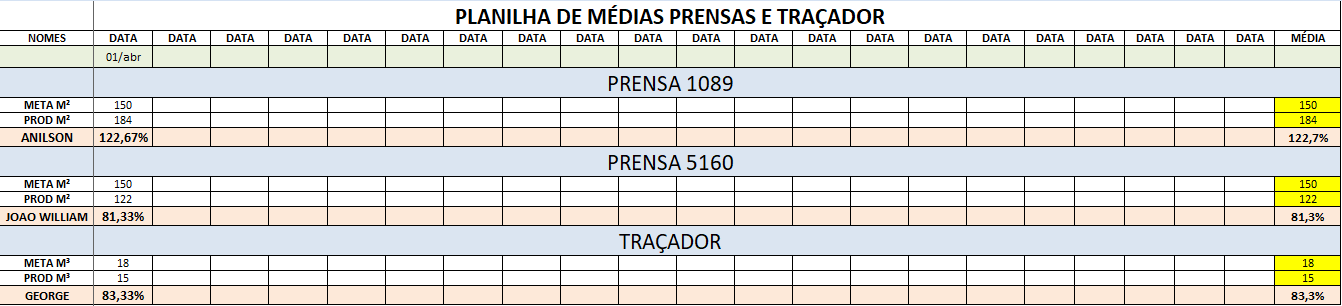 PLANILHA DE MÉDIAS PRENSAS E TRAÇADOR
NOMES DATA DATA DATA DATA DATA DATA DATA DATA DATA DATA DATA DATA DATA DATA DATA DATA DATA DATA DATA DATA DATA MÉDIA
01/abr
PRENSA 1089
META M² 150 150
PROD M² 184 184
ANILSON 122,67% 122,7%
PRENSA 5160
META M² 150 150
PROD M² 122 122
JOAO WILLIAM 81,33% 81,3%
TRAÇADOR
META M³ 18 18
PROD M³ 15 15
GEORGE 83,33% 83,3%